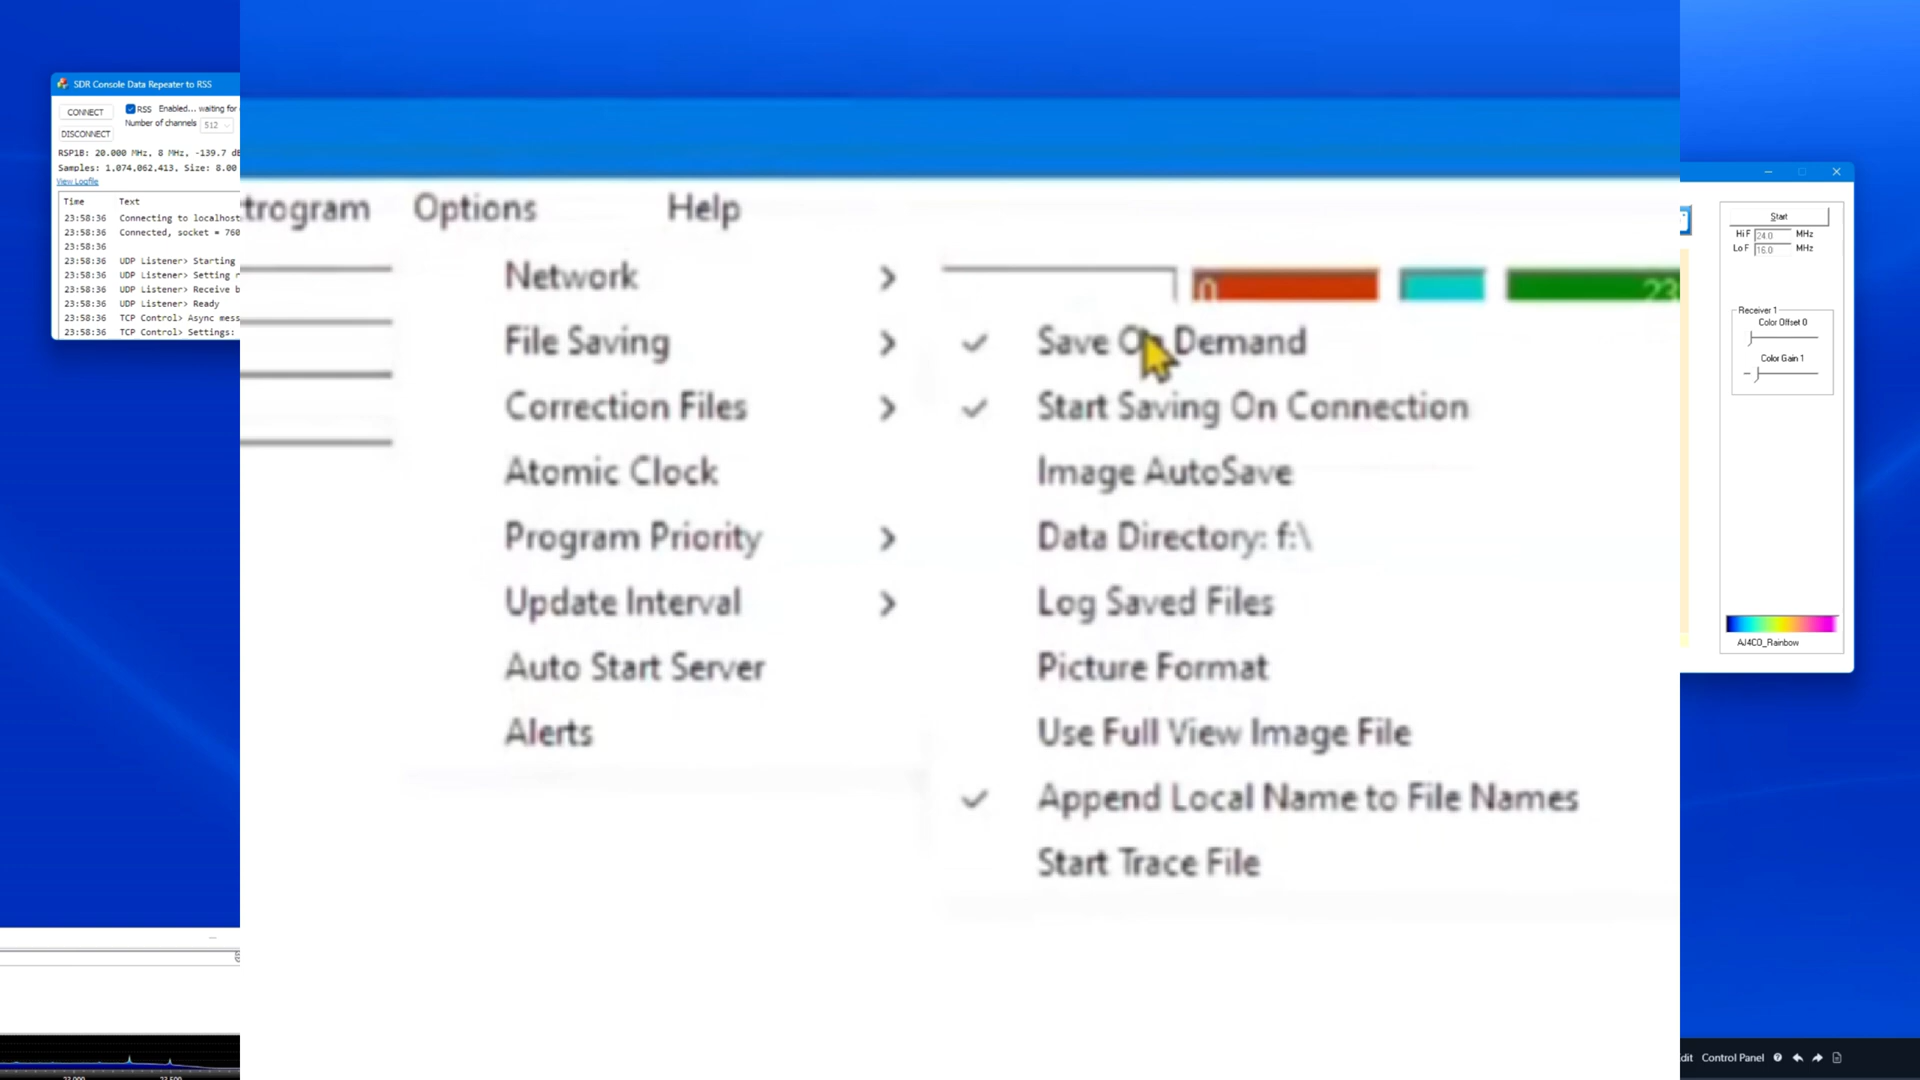 SDR Console Data Repeater to RSS
CONNECT
RSS Enabled... waiting for
Number of channels 512
DISCONNECT
RSP1B: 20.000 MHz, 8 MHz, -139.7
Samples: 1,074,062,413, Size: 8.00
View Logfile
Time Text
23:58:36 Connecting to localhost
23:58:36 Connected, socket = 760
23:58:36
23:58:36 UDP Listener> Starting
23:58:36 UDP Listener> Setting
23:58:36 UDP Listener> Receive
23:58:36 UDP Listener> Ready
23:58:36 TCP Control> Async
23:58:36 TCP Control> Settings:
trogram Options Help
Network
File Saving
Correction Files
Atomic Clock
Program Priority
Update Interval
Auto Start Server
Alerts
0 23
Save On Demand
Start Saving On Connection
Image AutoSave
Data Directory: f:\
Log Saved Files
Picture Format
Use Full View Image File
Append Local Name to File Names
Start Trace File
Start
Hi F 24.0 MHz
Lo F 16.0 MHz
Receiver 1
Color Offset 0
Color Gain 1
AJ4CO_Rainbow
dit Control Panel